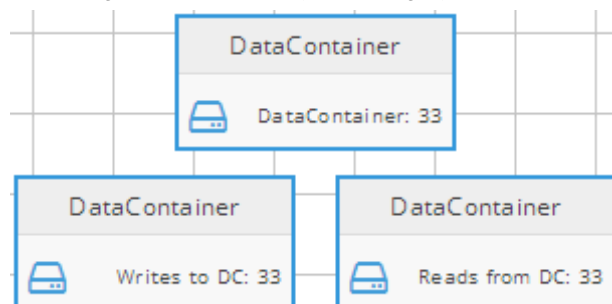 DataContainer
DataContainer: 33
DataContainer
Writes to DC: 33
DataContainer
Reads from DC: 33